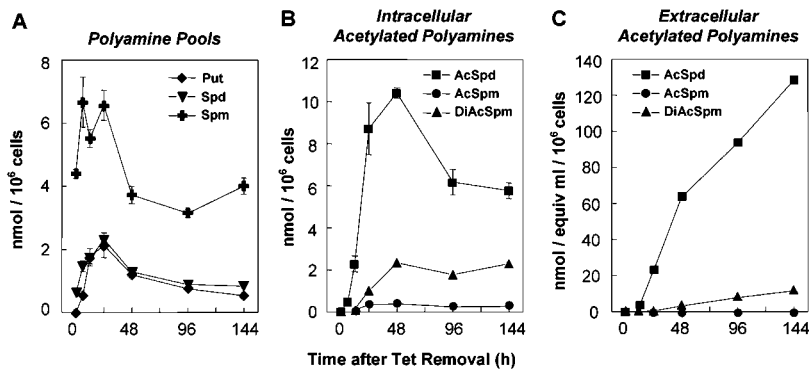 A
Polyamine Pools
nmol / 10⁶ cells
8
6
4
2
0
Put
Spd
Spm
0 48 96 144
B
Intracellular
Acetylated Polyamines
nmol / 10⁶ cells
12
10
8
6
4
2
0
AcSpd
AcSpm
DiAcSpm
0 48 96 144
C
Extracellular
Acetylated Polyamines
nmol / equiv ml / 10⁶ cells
140
120
100
80
60
40
20
0
AcSpd
AcSpm
DiAcSpm
0 48 96 144
Time after Tet Removal (h)